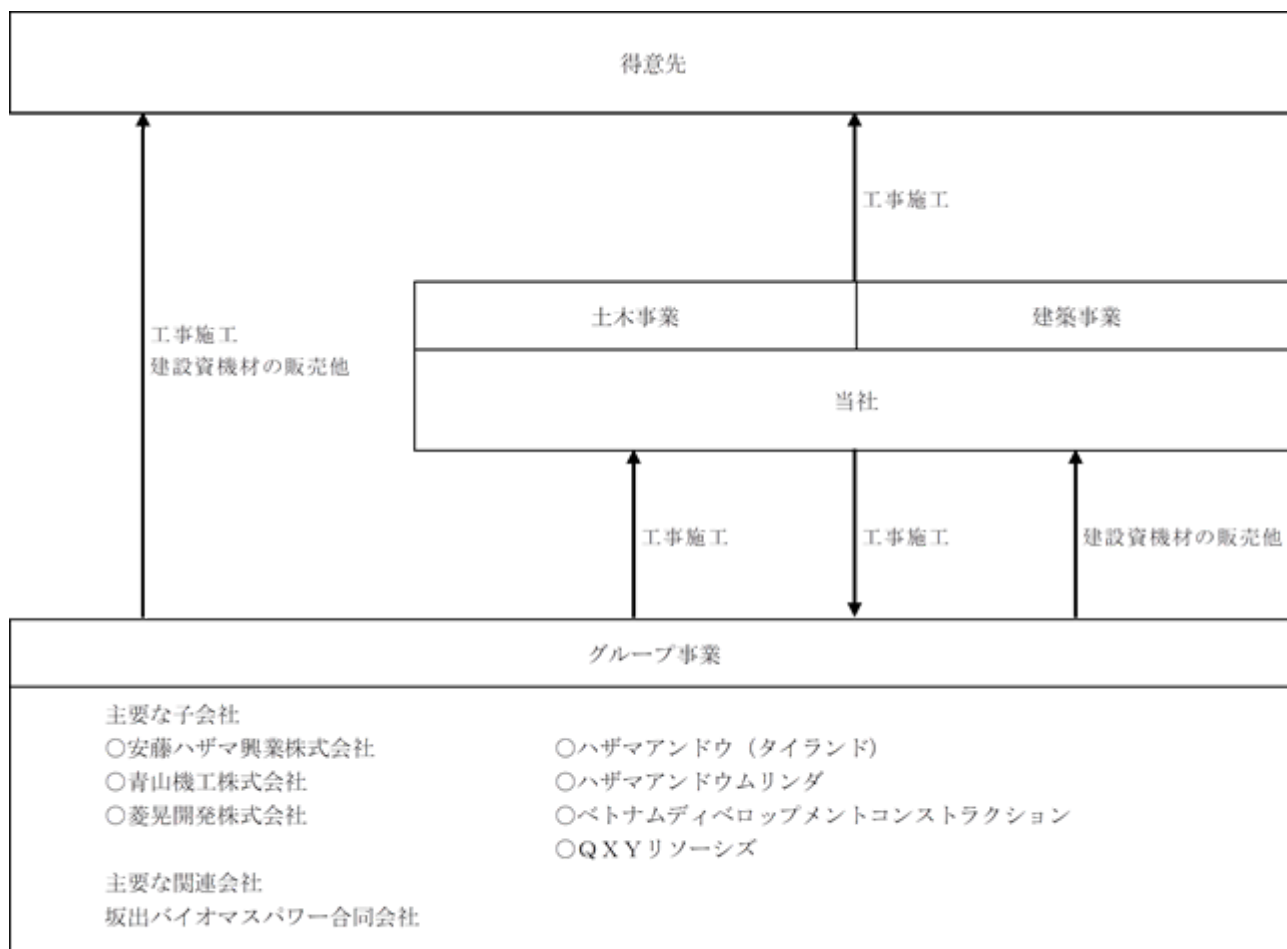 得意先
工事施工
工事施工
建設資機材の販売他
土木事業
建築事業
当社
工事施工
工事施工
建設資機材の販売他
グループ事業
主要な子会社
○安藤ハザマ興業株式会社
○ハザマアンドウ（タイランド）
○青山機工株式会社
○ハザマアンドウムリンダ
○菱晃開発株式会社
○ベトナムディベロップメントコンストラクション
○ＱＸＹリソーシズ
主要な関連会社
坂出バイオマスパワー合同会社